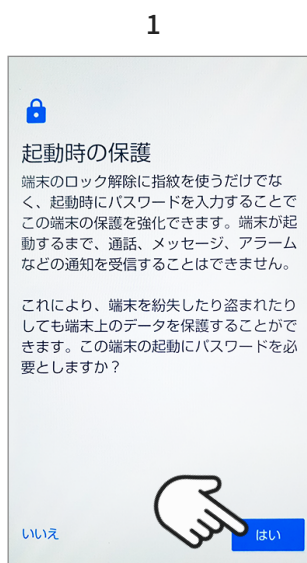 1
起動時の保護
端末のロック解除に指紋を使うだけでな
く、起動時にパスワードを入力することで
この端末の保護を強化できます。端末が起
動するまで、通話、メッセージ、アラーム
などの通知を受信することはできません。
これにより、端末を紛失したり盗まれたり
しても端末上のデータを保護することがで
きます。この端末の起動にパスワードを必
要としますか？
いいえ
はい